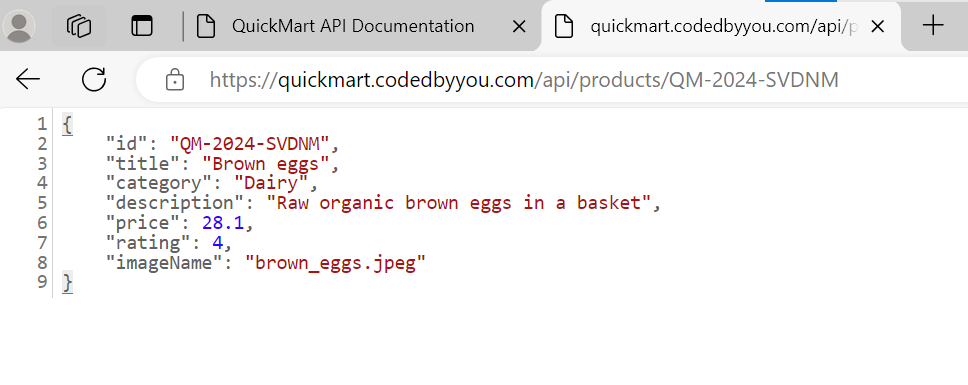 QuickMart API Documentation
quickmart.codedbyyou.com/api/p
https://quickmart.codedbyyou.com/api/products/QM-2024-SVDNM
1 {
2 "id": "QM-2024-SVDNM",
3 "title": "Brown eggs",
4 "category": "Dairy",
5 "description": "Raw organic brown eggs in a basket",
6 "price": 28.1,
7 "rating": 4,
8 "imageName": "brown_eggs.jpeg"
9 }